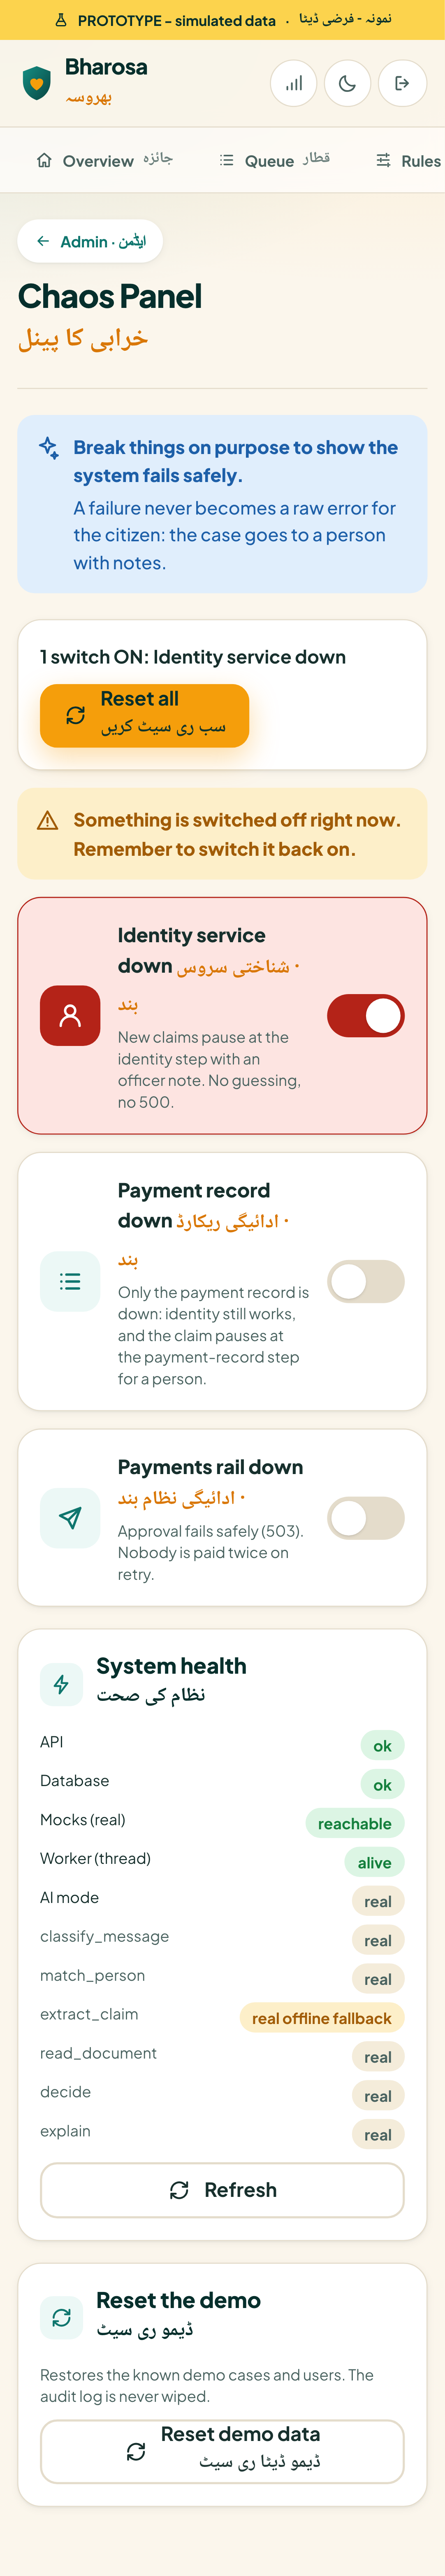 PROTOTYPE – simulated data · نمونہ - فرضی ڈیٹا
Bharosa
بھروسہ
Overview جائزہ Queue قطار Rules
Admin · ایڈمن
Chaos Panel
خرابی کا پینل
Break things on purpose to show the
system fails safely.
A failure never becomes a raw error for
the citizen: the case goes to a person
with notes.
1 switch ON: Identity service down
Reset all
سب ری سیٹ کریں
Something is switched off right now.
Remember to switch it back on.
Identity service
down · شناختی سروس
بند
New claims pause at the
identity step with an
officer note. No guessing,
no 500.
Payment record
down · ادائیگی ریکارڈ
بند
Only the payment record is
down: identity still works,
and the claim pauses at
the payment-record step
for a person.
Payments rail down
· ادائیگی نظام بند
Approval fails safely (503).
Nobody is paid twice on
retry.
System health
نظام کی صحت
API ok
Database ok
Mocks (real) reachable
Worker (thread) alive
AI mode real
classify_message real
match_person real
extract_claim real offline fallback
read_document real
decide real
explain real
Refresh
Reset the demo
ڈیمو ری سیٹ
Restores the known demo cases and users. The
audit log is never wiped.
Reset demo data
ڈیمو ڈیٹا ری سیٹ